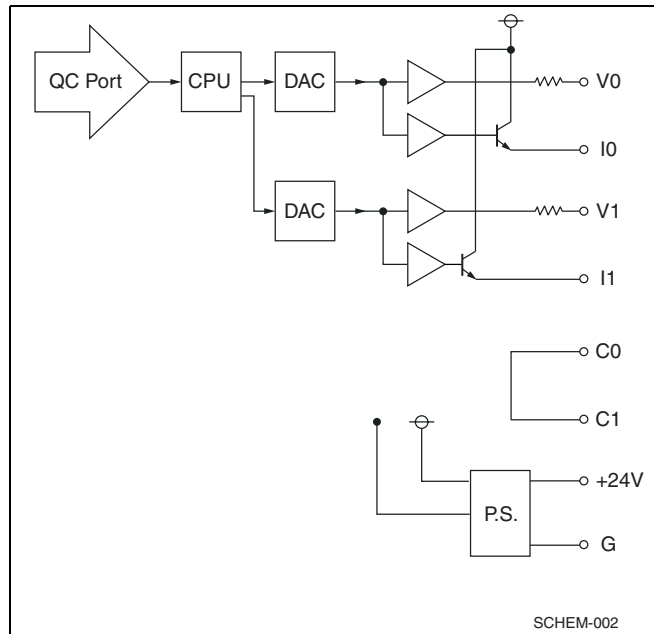 QC Port
CPU
DAC
V0
I0
DAC
V1
I1
C0
C1
+24V
P.S.
G
SCHEM-002